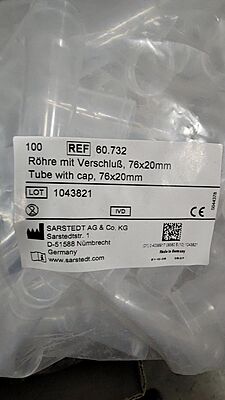 100 REF 60.732
Röhre mit Verschluß, 76x20mm
Tube with cap, 76x20mm
LOT 1043821
IVD CE
SARSTEDT AG & Co. KG
Sarstedtstr. 1
D-51588 Nümbrecht
Germany
www.sarstedt.com
Made in Germany